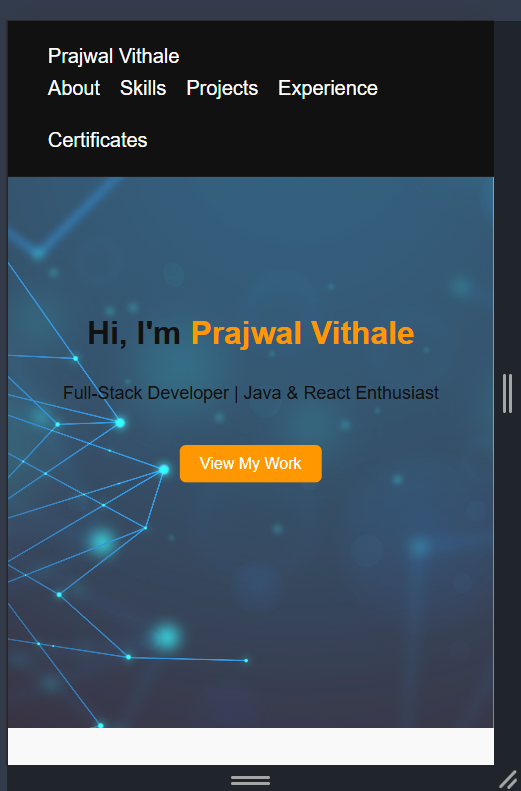 Prajwal Vithale
About Skills Projects Experience
Certificates
Hi, I'm Prajwal Vithale
Full-Stack Developer | Java & React Enthusiast
View My Work